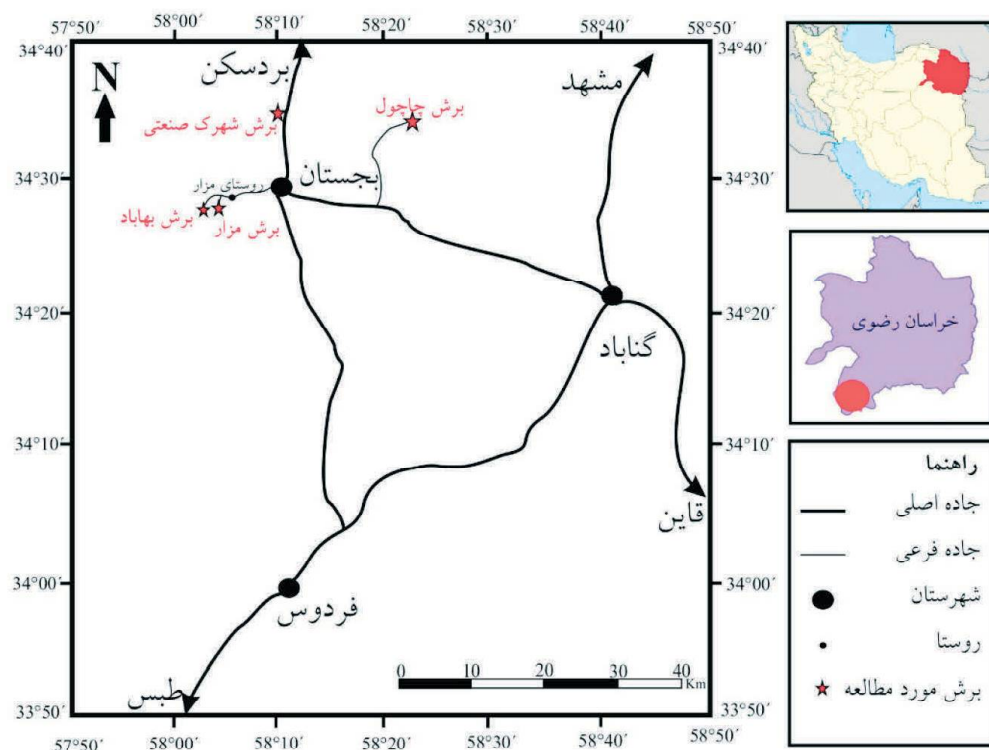 57°50′ 58°00′ 58°10′ 58°20′ 58°40′ 58°50′
34°40′
34°30′
34°20′
34°10′
34°00′
33°50′
34°40′
34°30′
34°20′
34°10′
34°00′
33°50′
57°50′ 58°00′ 58°10′ 58°20′ 58°30′ 58°40′ 58°50′
N
بردسکن
مشهد
برش چاچول
برش شهرک صنعتی
بجستان
روستای مزار
برش بهاباد
برش مزار
گناباد
قاین
فردوس
طبس
0 10 20 30 40
Km
خراسان رضوی
راهنما
جاده اصلی
جاده فرعی
شهرستان
روستا
برش مورد مطالعه